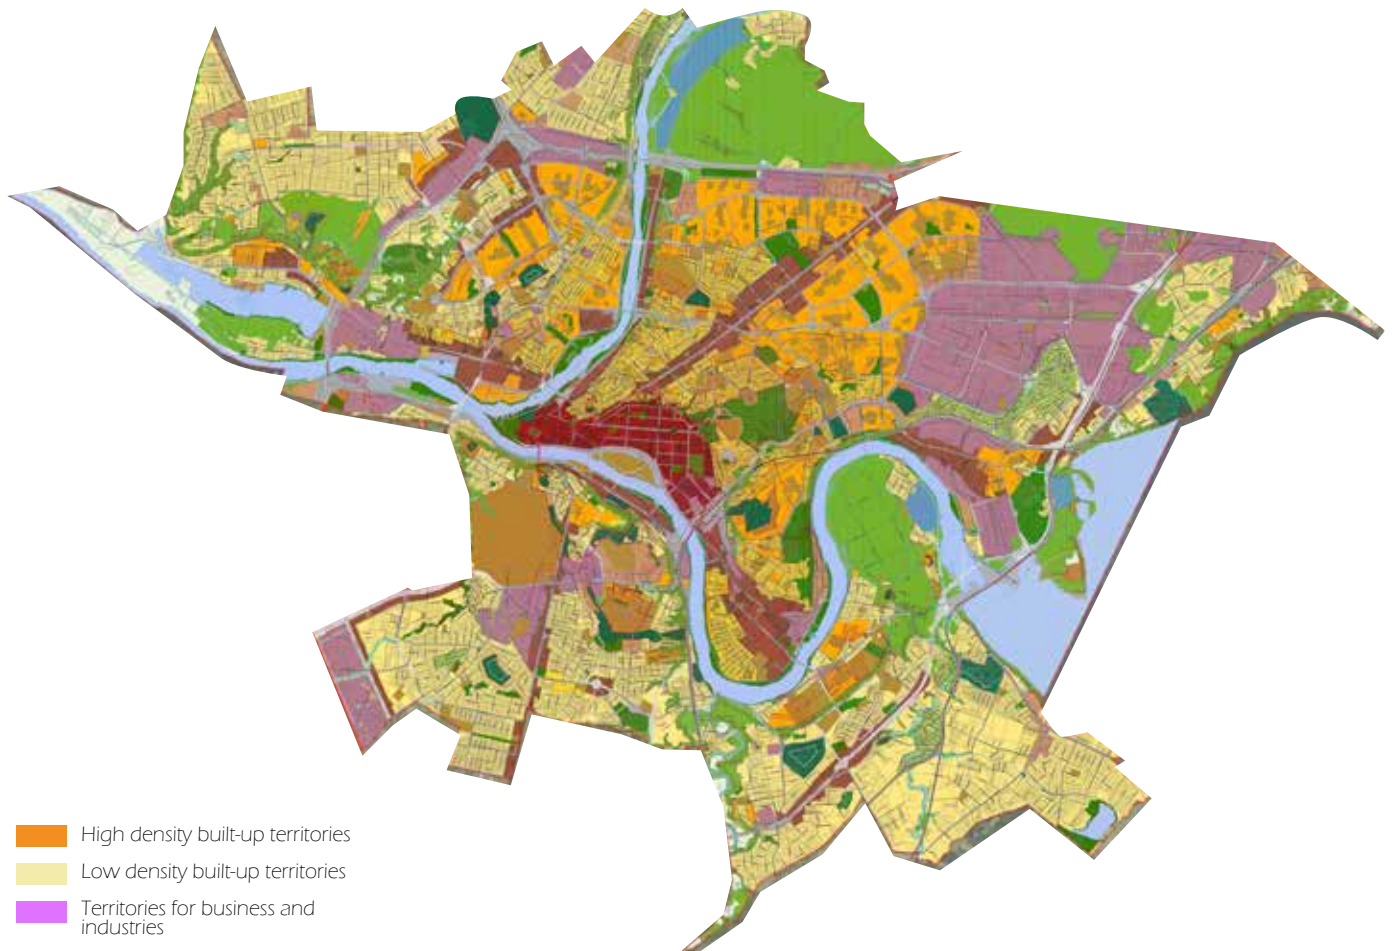 High density built-up territories
Low density built-up territories
Territories for business and
industries